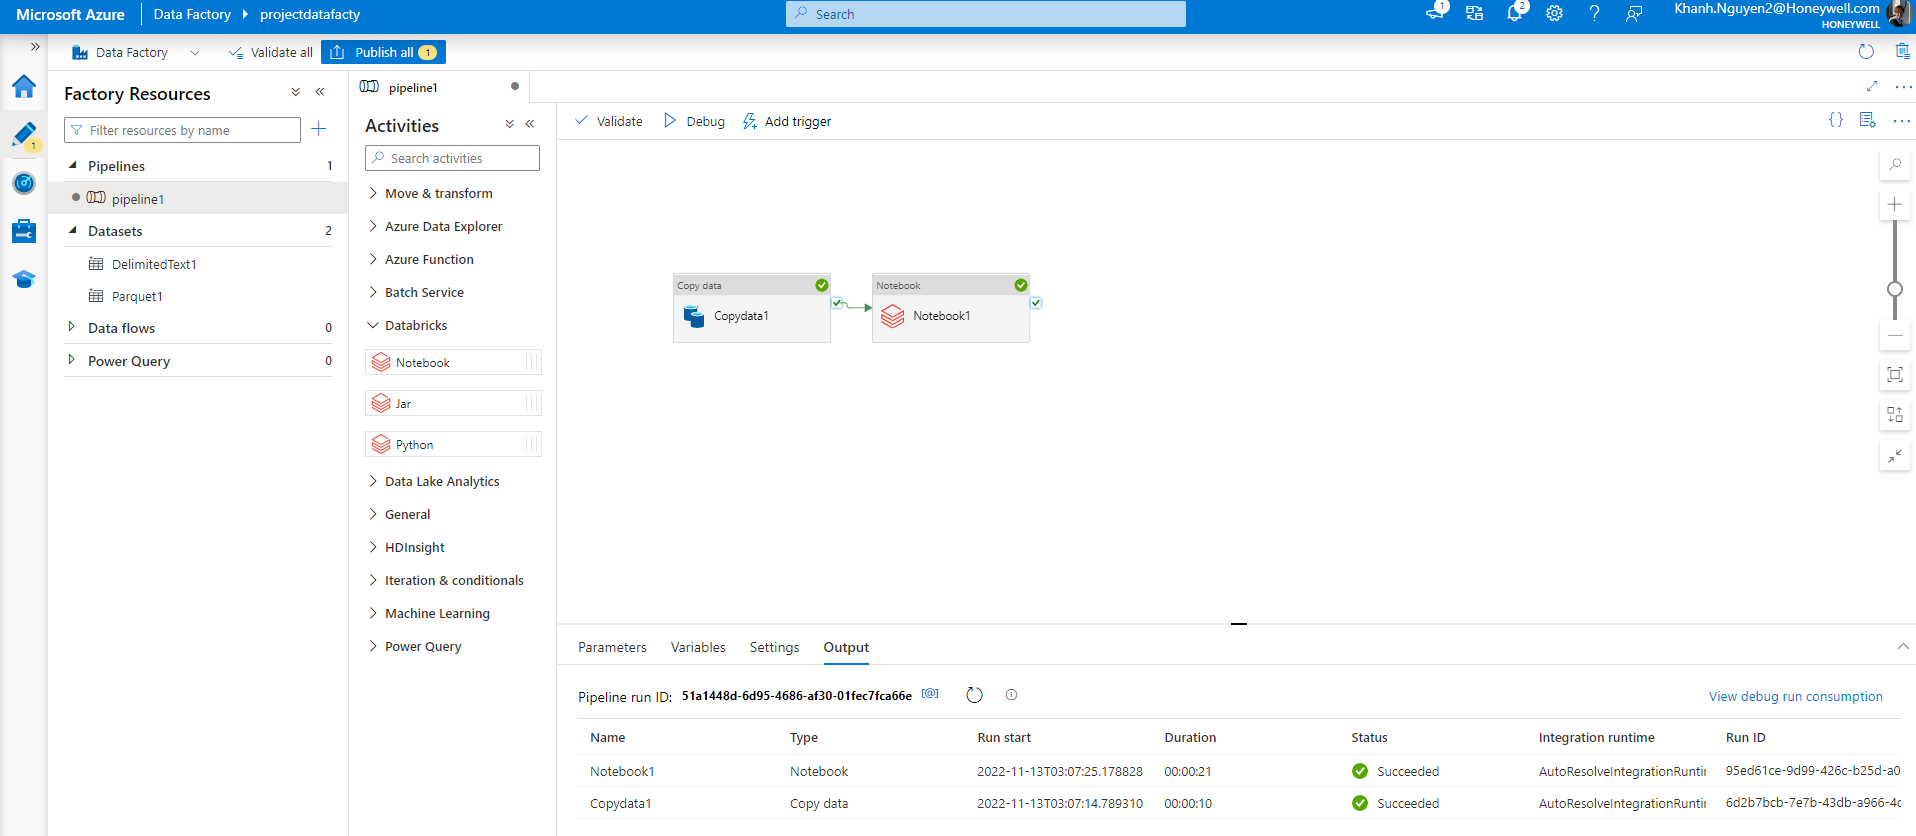 Microsoft Azure Data Factory projectdatafacty Search 1 2 Khanh.Nguyen2@Honeywell.com
HONEYWELL
Data Factory Validate all Publish all 1
Factory Resources
Filter resources by name
1
Pipelines 1
pipeline1
Datasets 2
DelimitedText1
Parquet1
Data flows 0
Power Query 0
pipeline1
Activities
Search activities
Move & transform
Azure Data Explorer
Azure Function
Batch Service
Databricks
Notebook
Jar
Python
Data Lake Analytics
General
HDInsight
Iteration & conditionals
Machine Learning
Power Query
Validate Debug Add trigger
Copy data
Copydata1
Notebook
Notebook1
Parameters Variables Settings Output
Pipeline run ID: 51a1448d-6d95-4686-af30-01fec7fca66e View debug run consumption
Name Type Run start Duration Status Integration runtime Run ID
Notebook1 Notebook 2022-11-13T03:07:25.178828 00:00:21 Succeeded AutoResolveIntegrationRunti 95ed61ce-9d99-426c-b25d-a0
Copydata1 Copy data 2022-11-13T03:07:14.789310 00:00:10 Succeeded AutoResolveIntegrationRunti 6d2b7bcb-7e7b-43db-a966-4c